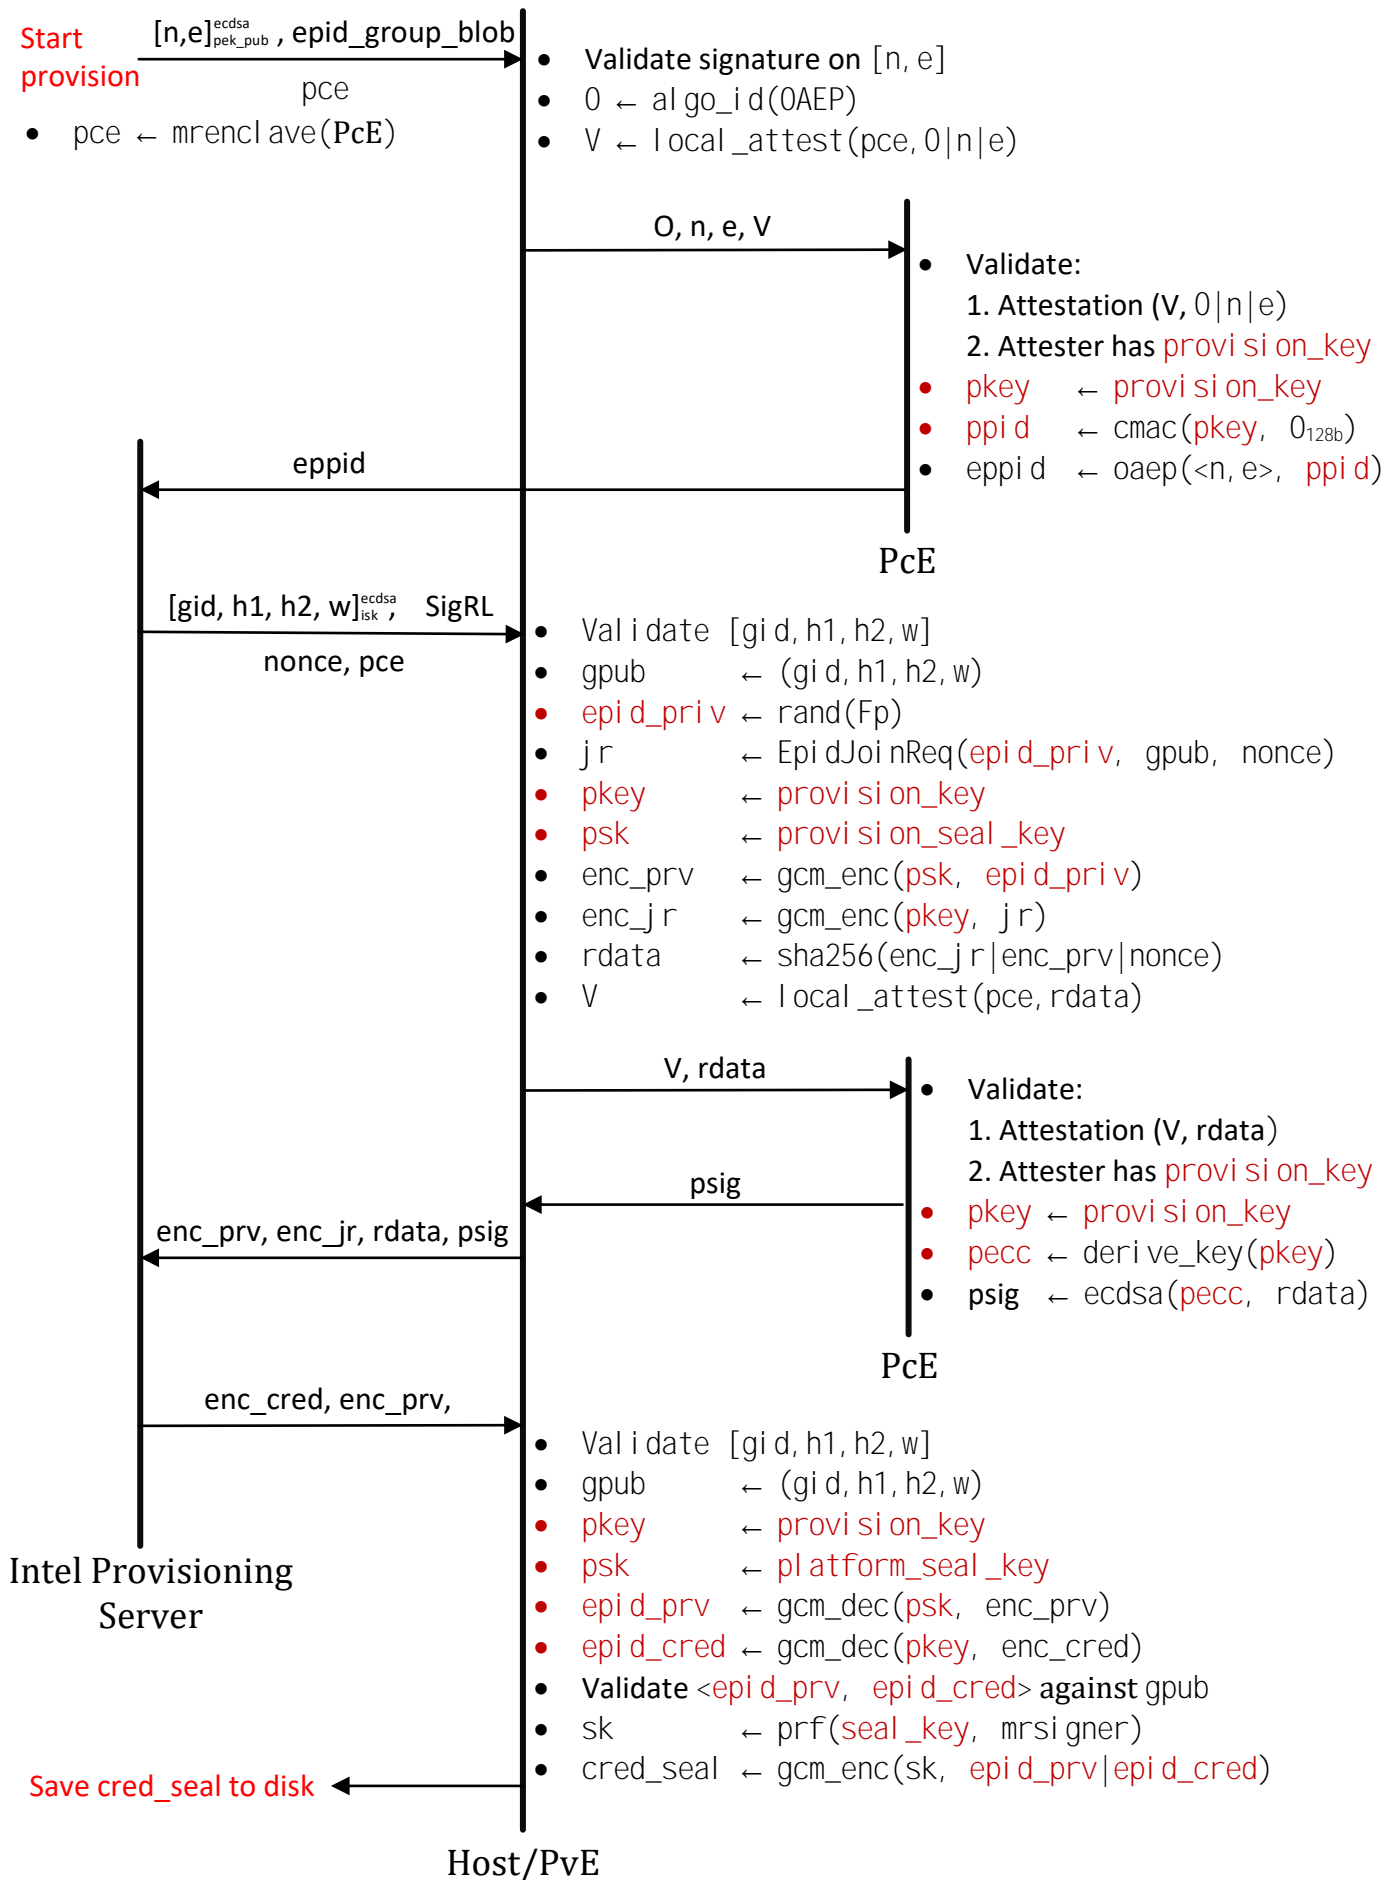 Start provision
[n,e]ecdsa pek_pub , epid_group_blob
pce
• pce ← mrenclave(PcE)
• Validate signature on [n,e]
• O ← algo_id(OAEP)
• V ← local_attest(pce,O|n|e)
O, n, e, V
• Validate:
1. Attestation (V, O|n|e)
2. Attester has provision_key
• pkey ← provision_key
• ppid ← cmac(pkey, 0128b)
• eppid ← oaep(<n,e>, ppid)
eppid
PcE
[gid, h1, h2, w]ecdsa isk , SigRL
nonce, pce
• Validate [gid,h1,h2,w]
• gpub ← (gid,h1,h2,w)
• epid_priv ← rand(Fp)
• jr ← EpidJoinReq(epid_priv, gpub, nonce)
• pkey ← provision_key
• psk ← provision_seal_key
• enc_prv ← gcm_enc(psk, epid_priv)
• enc_jr ← gcm_enc(pkey, jr)
• rdata ← sha256(enc_jr|enc_prv|nonce)
• V ← local_attest(pce,rdata)
V, rdata
• Validate:
1. Attestation (V, rdata)
2. Attester has provision_key
• pkey ← provision_key
• pecc ← derive_key(pkey)
• psig ← ecdsa(pecc, rdata)
psig
enc_prv, enc_jr, rdata, psig
PcE
enc_cred, enc_prv,
• Validate [gid,h1,h2,w]
• gpub ← (gid,h1,h2,w)
• pkey ← provision_key
• psk ← platform_seal_key
• epid_prv ← gcm_dec(psk, enc_prv)
• epid_cred ← gcm_dec(pkey, enc_cred)
• Validate <epid_prv, epid_cred> against gpub
• sk ← prf(seal_key, mrsigner)
• cred_seal ← gcm_enc(sk, epid_prv|epid_cred)
Intel Provisioning
Server
Save cred_seal to disk
Host/PvE